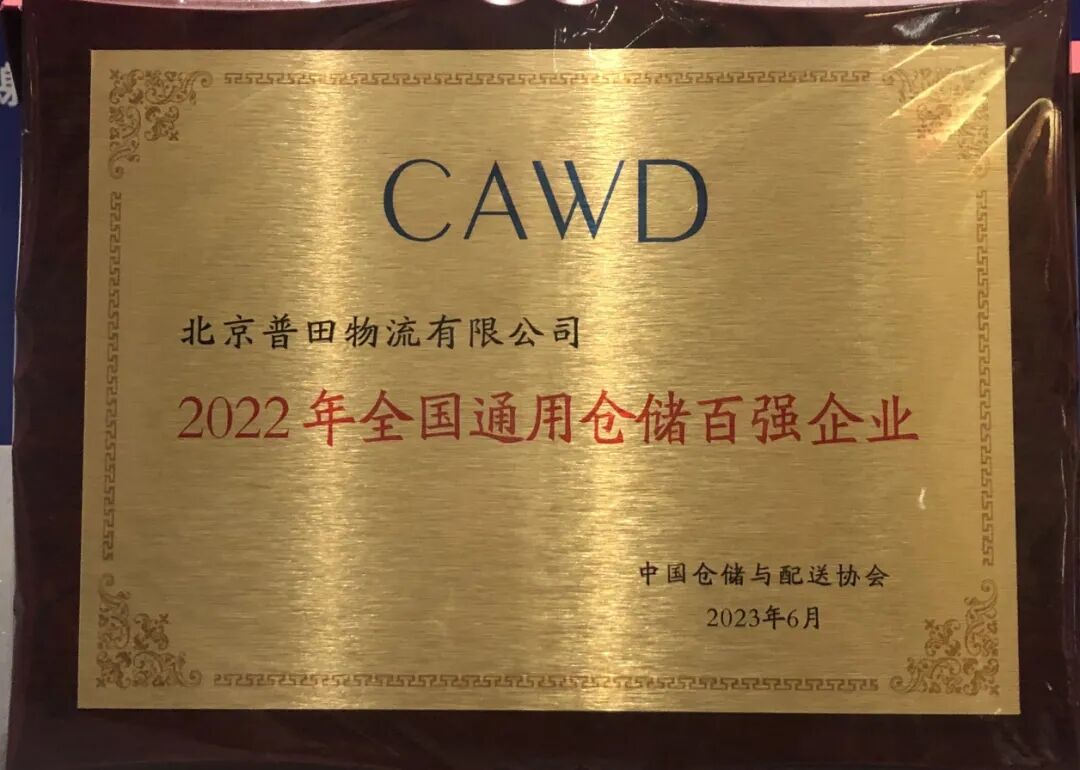 CAWD
北京普田物流有限公司
2022年全国通用仓储百强企业
中国仓储与配送协会
2023年6月